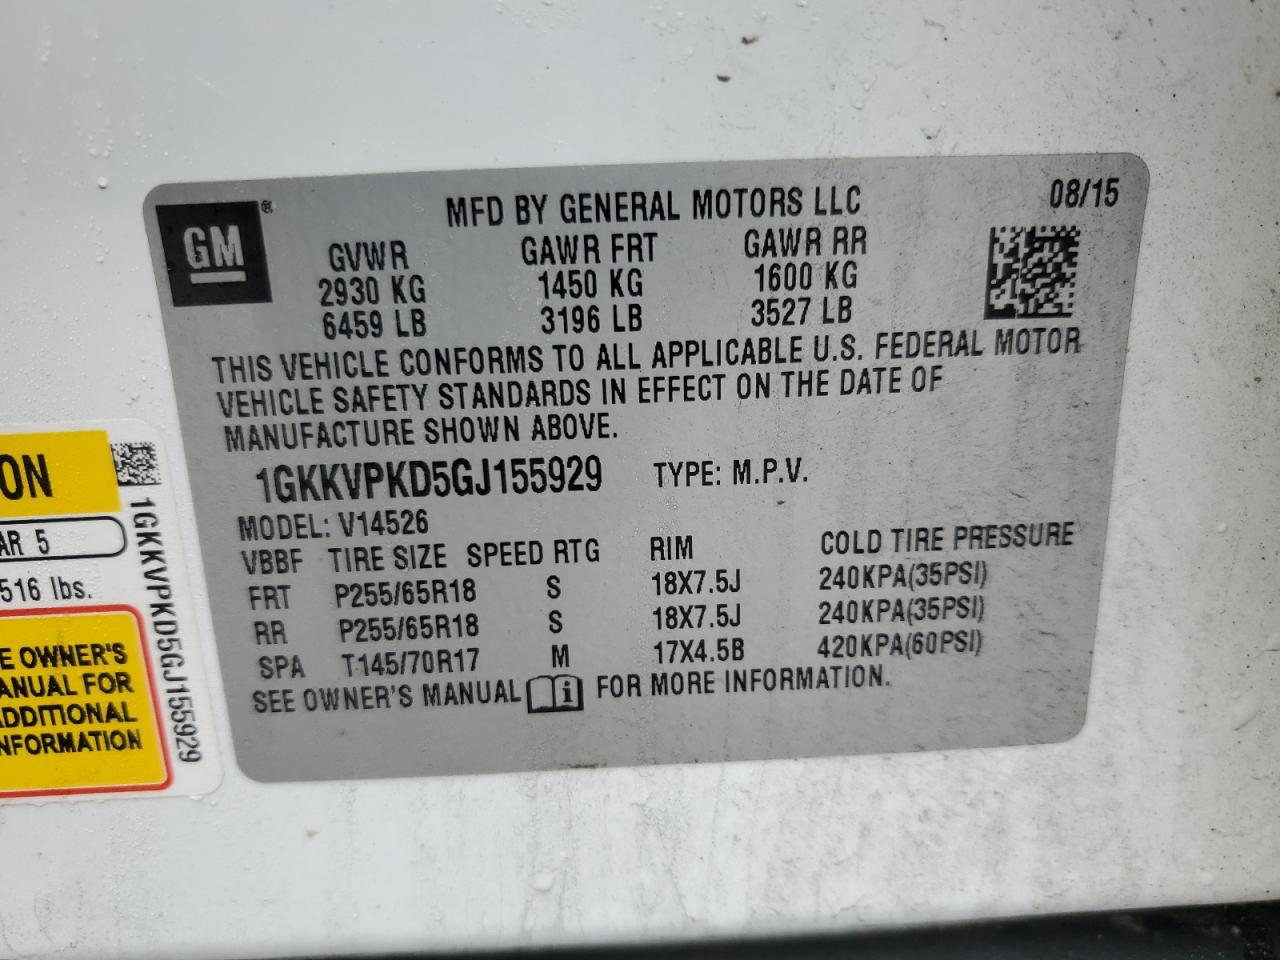 GM®
MFD BY GENERAL MOTORS LLC 08/15
GVWR GAWR FRT GAWR RR
2930 KG 1450 KG 1600 KG
6459 LB 3196 LB 3527 LB
THIS VEHICLE CONFORMS TO ALL APPLICABLE U.S. FEDERAL MOTOR
VEHICLE SAFETY STANDARDS IN EFFECT ON THE DATE OF
MANUFACTURE SHOWN ABOVE.
1GKKVPKD5GJ155929 TYPE: M.P.V.
MODEL: V14526
VBBF TIRE SIZE SPEED RTG RIM COLD TIRE PRESSURE
FRT P255/65R18 S 18X7.5J 240KPA(35PSI)
RR P255/65R18 S 18X7.5J 240KPA(35PSI)
SPA T145/70R17 M 17X4.5B 420KPA(60PSI)
SEE OWNER'S MANUAL i FOR MORE INFORMATION.
ON
AR 5
516 lbs.
E OWNER'S
ANUAL FOR
ADDITIONAL
NFORMATION
1GKKVPKD5GJ155929